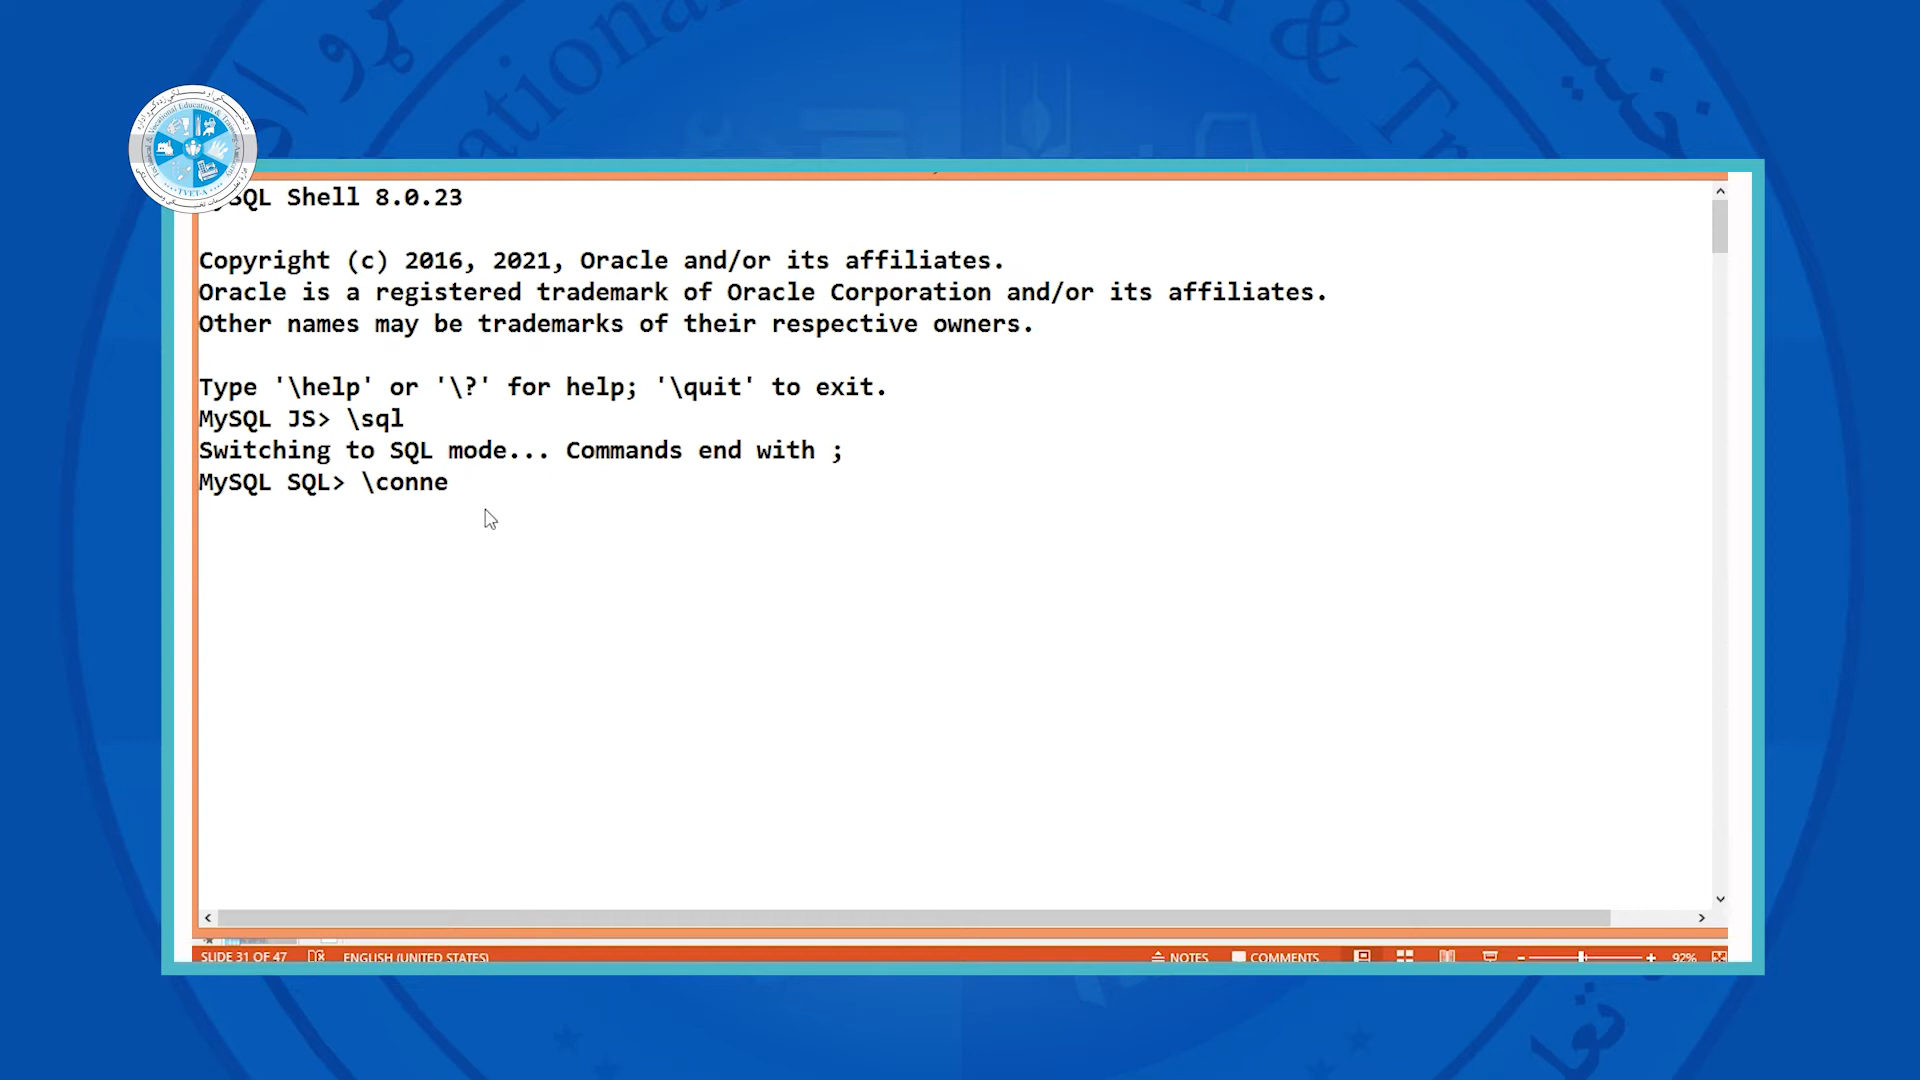 ySQL Shell 8.0.23
Copyright (c) 2016, 2021, Oracle and/or its affiliates.
Oracle is a registered trademark of Oracle Corporation and/or its affiliates.
Other names may be trademarks of their respective owners.
Type '\help' or '\?' for help; '\quit' to exit.
MySQL JS> \sql
Switching to SQL mode... Commands end with ;
MySQL SQL> \conne
SLIDE 31 OF 47 ENGLISH (UNITED STATES) NOTES COMMENTS 92%